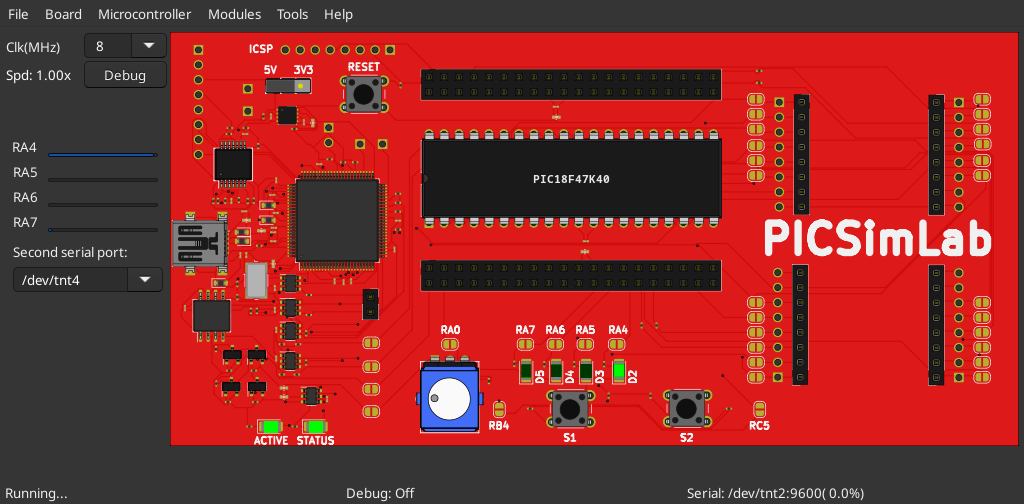 File Board Microcontroller Modules Tools Help
Clk(MHz) 8
Spd: 1.00x Debug
RA4
RA5
RA6
RA7
Second serial port:
/dev/tnt4
ICSP
5V 3V3
RESET
PIC18F47K40
PICSimLab
RA0 RA7 RA6 RA5 RA4
D5 D4 D3 D2
RB4 RC5
S1 S2
ACTIVE STATUS
Running... Debug: Off Serial: /dev/tnt2:9600( 0.0%)